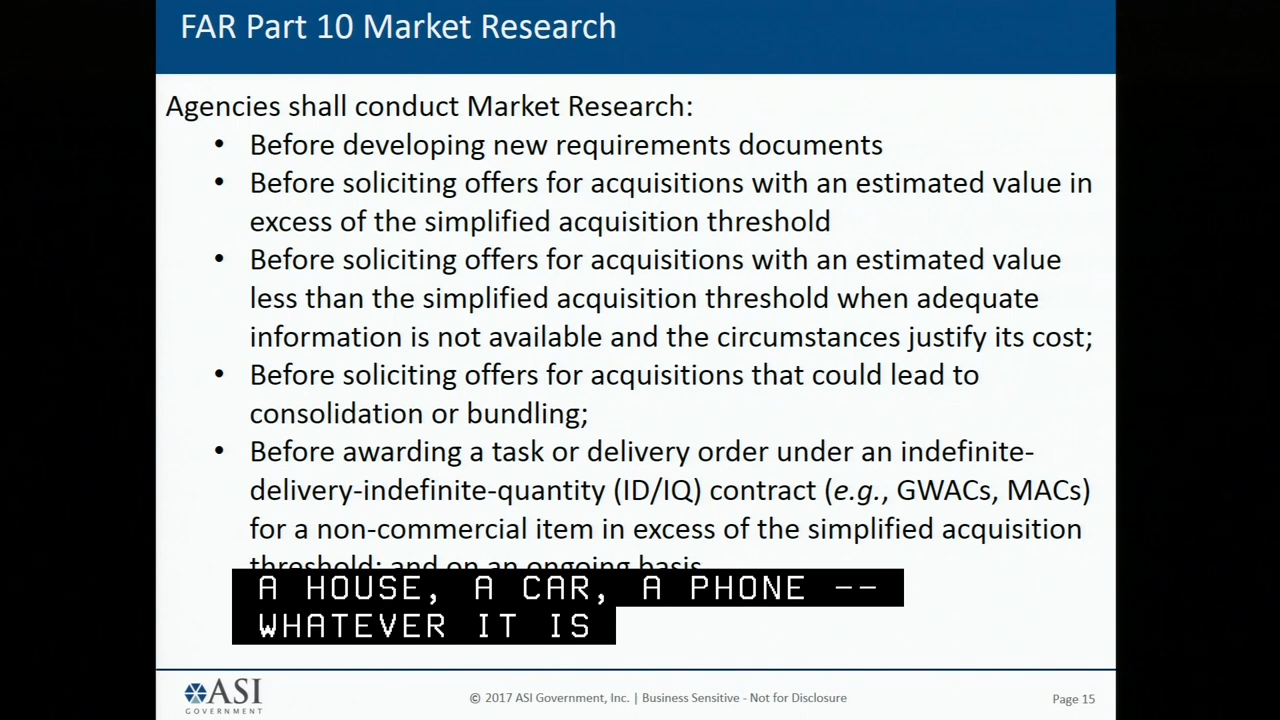 FAR Part 10 Market Research
Agencies shall conduct Market Research:
• Before developing new requirements documents
• Before soliciting offers for acquisitions with an estimated value in
excess of the simplified acquisition threshold
• Before soliciting offers for acquisitions with an estimated value
less than the simplified acquisition threshold when adequate
information is not available and the circumstances justify its cost;
• Before soliciting offers for acquisitions that could lead to
consolidation or bundling;
• Before awarding a task or delivery order under an indefinite-
delivery-indefinite-quantity (ID/IQ) contract (e.g., GWACs, MACs)
for a non-commercial item in excess of the simplified acquisition
threshold; and on an ongoing basis
A HOUSE, A CAR, A PHONE --
WHATEVER IT IS
ASI
GOVERNMENT
© 2017 ASI Government, Inc. | Business Sensitive - Not for Disclosure
Page 15